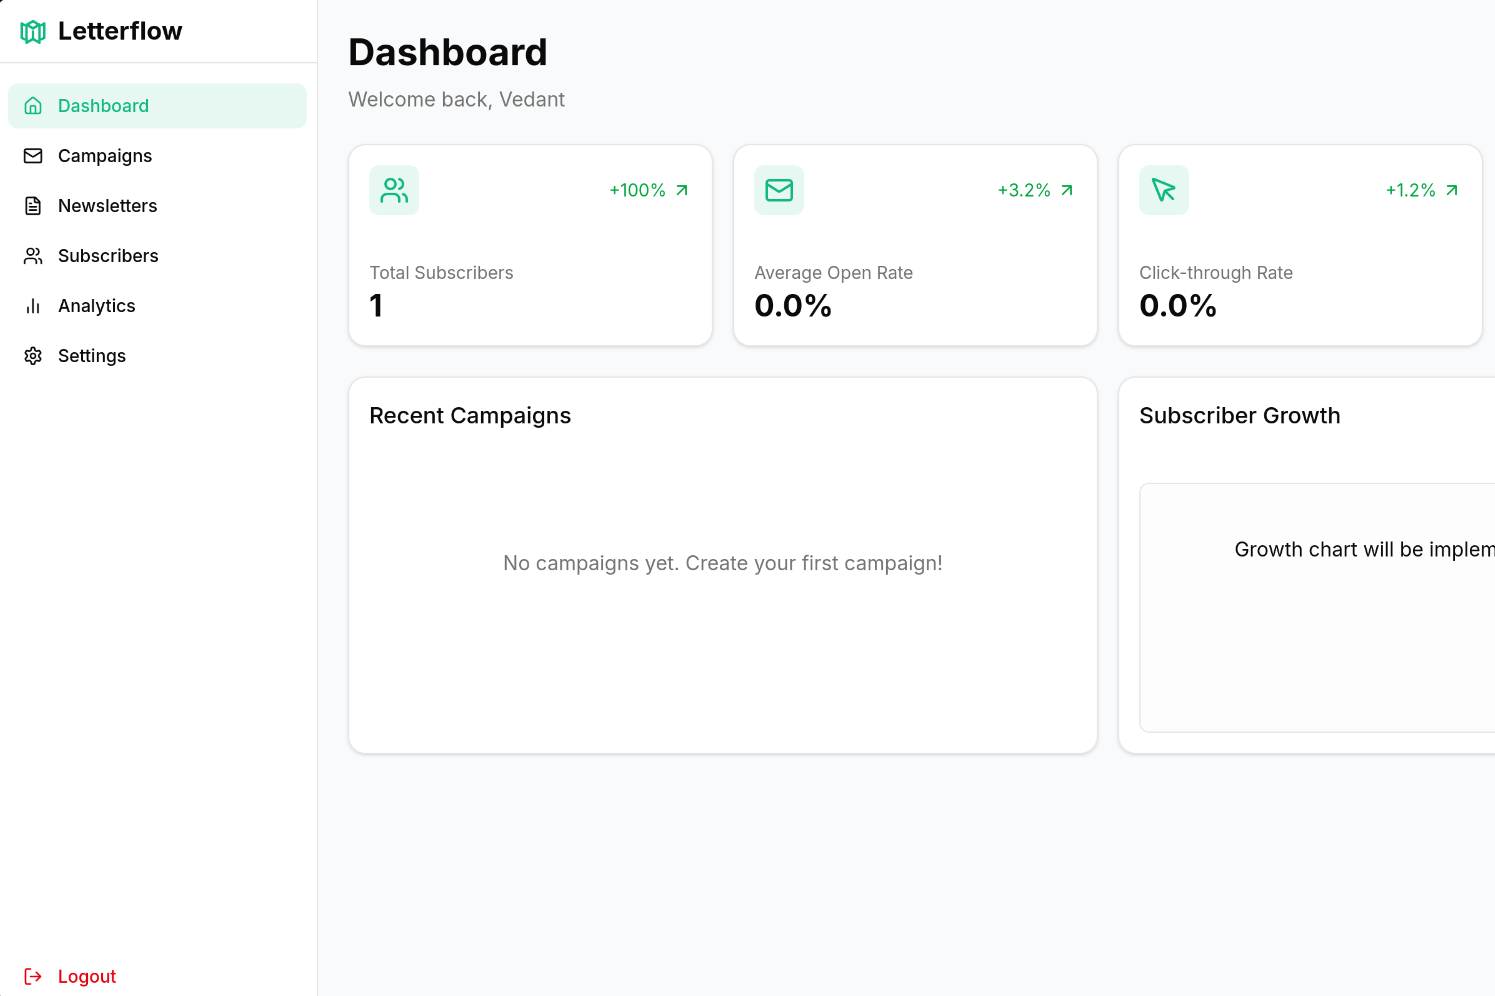 Letterflow
Dashboard
Campaigns
Newsletters
Subscribers
Analytics
Settings
Logout
Dashboard
Welcome back, Vedant
+100%
Total Subscribers
1
+3.2%
Average Open Rate
0.0%
+1.2%
Click-through Rate
0.0%
Recent Campaigns
No campaigns yet. Create your first campaign!
Subscriber Growth
Growth chart will be implem